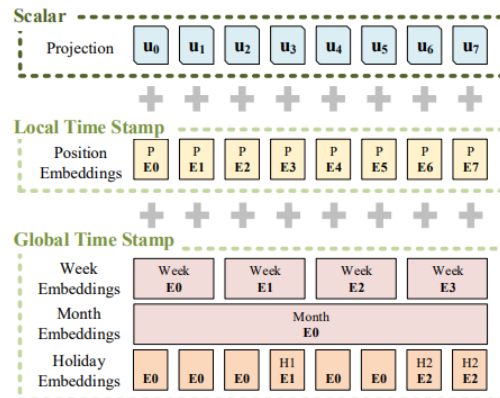 Scalar
Projection u0 u1 u2 u3 u4 u5 u6 u7
Local Time Stamp
Position P P P P P P P P
Embeddings E0 E1 E2 E3 E4 E5 E6 E7
Global Time Stamp
Week Week Week Week Week
Embeddings E0 E1 E2 E3
Month Month
Embeddings E0
Holiday H1 H2 H2
Embeddings E0 E0 E0 E1 E0 E0 E2 E2